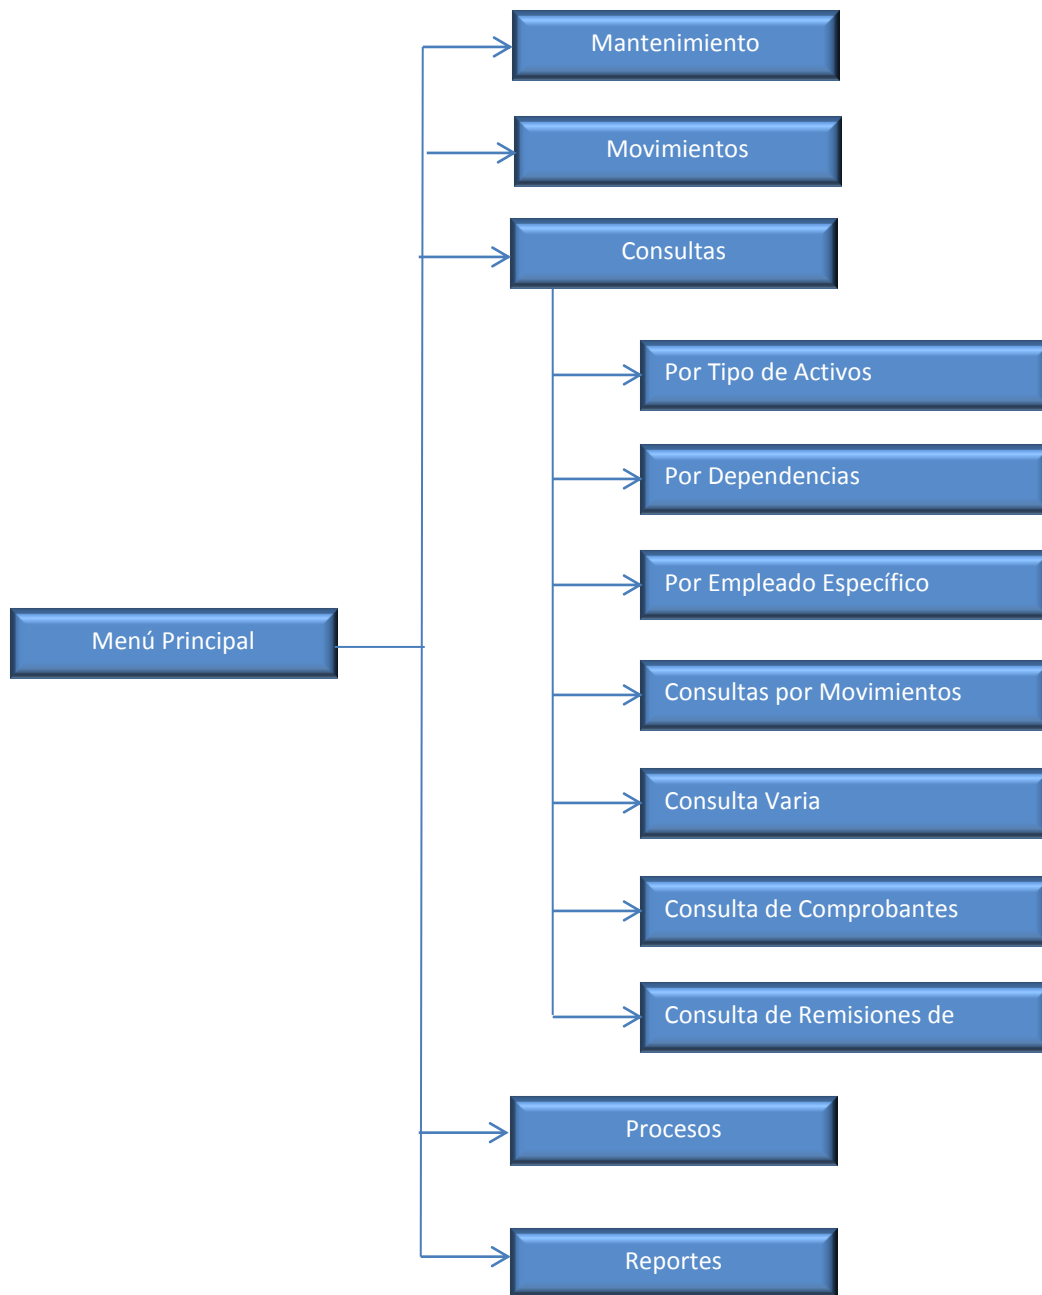 Mantenimiento
Movimientos
Consultas
Por Tipo de Activos
Por Dependencias
Por Empleado Específico
Menú Principal
Consultas por Movimientos
Consulta Varia
Consulta de Comprobantes
Consulta de Remisiones de
Procesos
Reportes